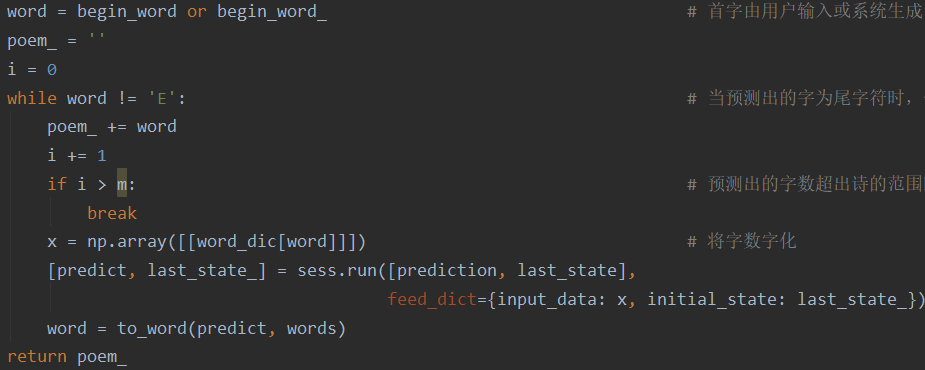 word = begin_word or begin_word_ # 首字由用户输入或系统生成
poem_ = ''
i = 0
while word != 'E': # 当预测出的字为尾字符时，
    poem_ += word
    i += 1
    if i > m: # 预测出的字数超出诗的范围
        break
    x = np.array([[word_dic[word]]]) # 将字数字化
    [predict, last_state_] = sess.run([prediction, last_state],
                                      feed_dict={input_data: x, initial_state: last_state_})
    word = to_word(predict, words)
return poem_